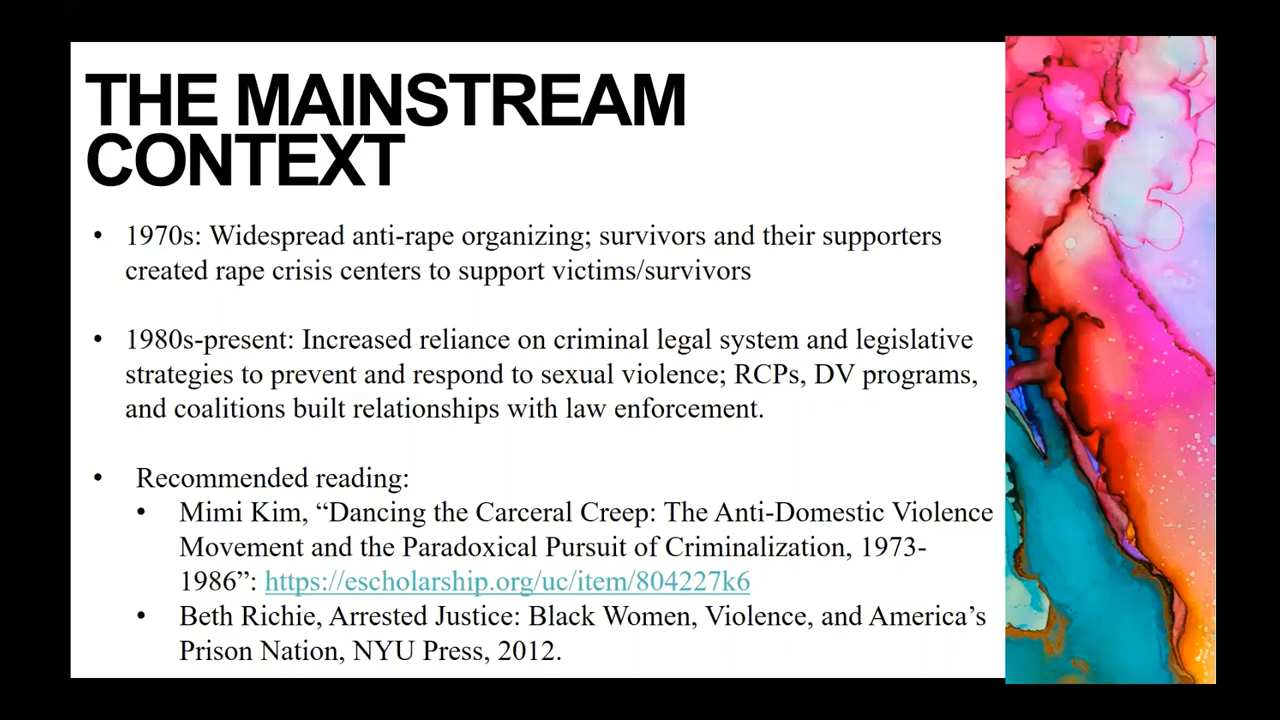 THE MAINSTREAM
CONTEXT
• 1970s: Widespread anti-rape organizing; survivors and their supporters
created rape crisis centers to support victims/survivors
• 1980s-present: Increased reliance on criminal legal system and legislative
strategies to prevent and respond to sexual violence; RCPs, DV programs,
and coalitions built relationships with law enforcement.
• Recommended reading:
• Mimi Kim, “Dancing the Carceral Creep: The Anti-Domestic Violence
Movement and the Paradoxical Pursuit of Criminalization, 1973-
1986”: https://escholarship.org/uc/item/804227k6
• Beth Richie, Arrested Justice: Black Women, Violence, and America’s
Prison Nation, NYU Press, 2012.